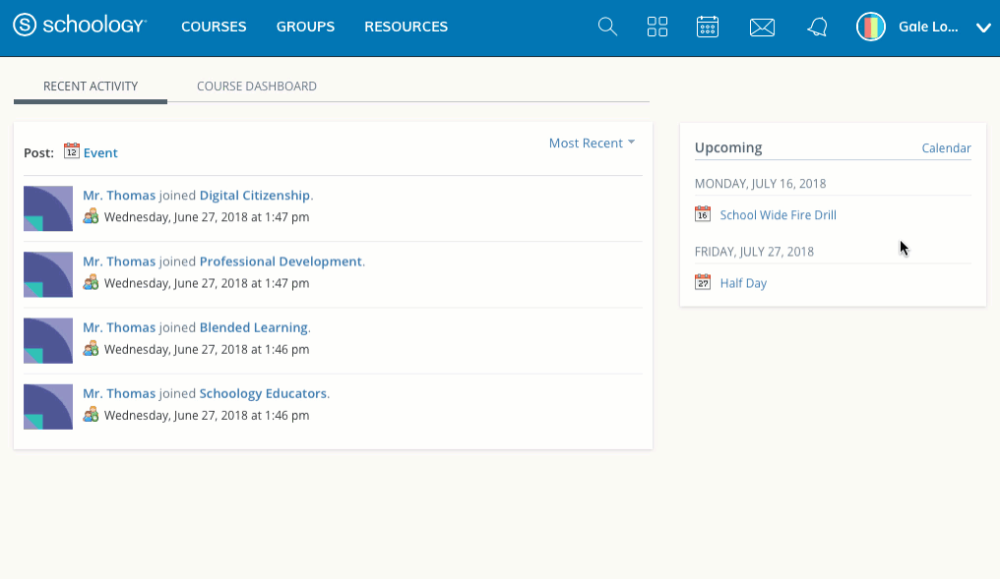 schoology COURSES GROUPS RESOURCES Gale Lo...
RECENT ACTIVITY COURSE DASHBOARD
Post: 12 Event
Most Recent
Mr. Thomas joined Digital Citizenship.
Wednesday, June 27, 2018 at 1:47 pm
Mr. Thomas joined Professional Development.
Wednesday, June 27, 2018 at 1:47 pm
Mr. Thomas joined Blended Learning.
Wednesday, June 27, 2018 at 1:46 pm
Mr. Thomas joined Schoology Educators.
Wednesday, June 27, 2018 at 1:46 pm
Upcoming Calendar
MONDAY, JULY 16, 2018
16 School Wide Fire Drill
FRIDAY, JULY 27, 2018
27 Half Day